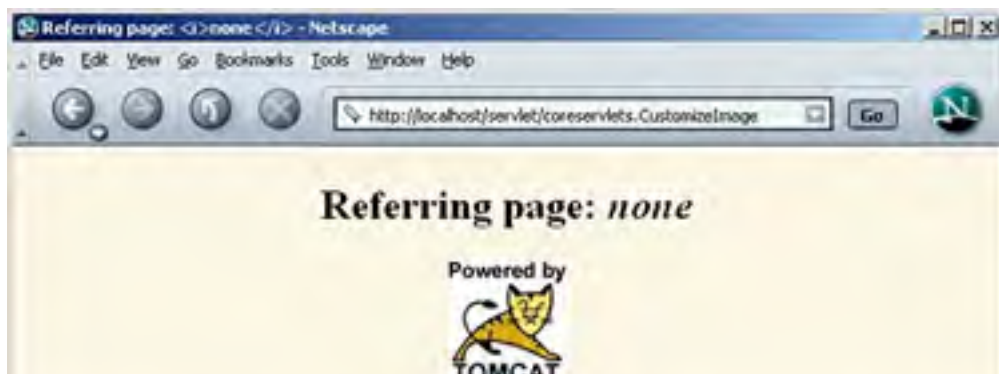 Referring page: <i>none</i> - Netscape
File Edit View Go Bookmarks Tools Window Help
http://localhost/servlet/coreservlets.CustomizeImage Go N
Referring page: none
Powered by
TOMCAT